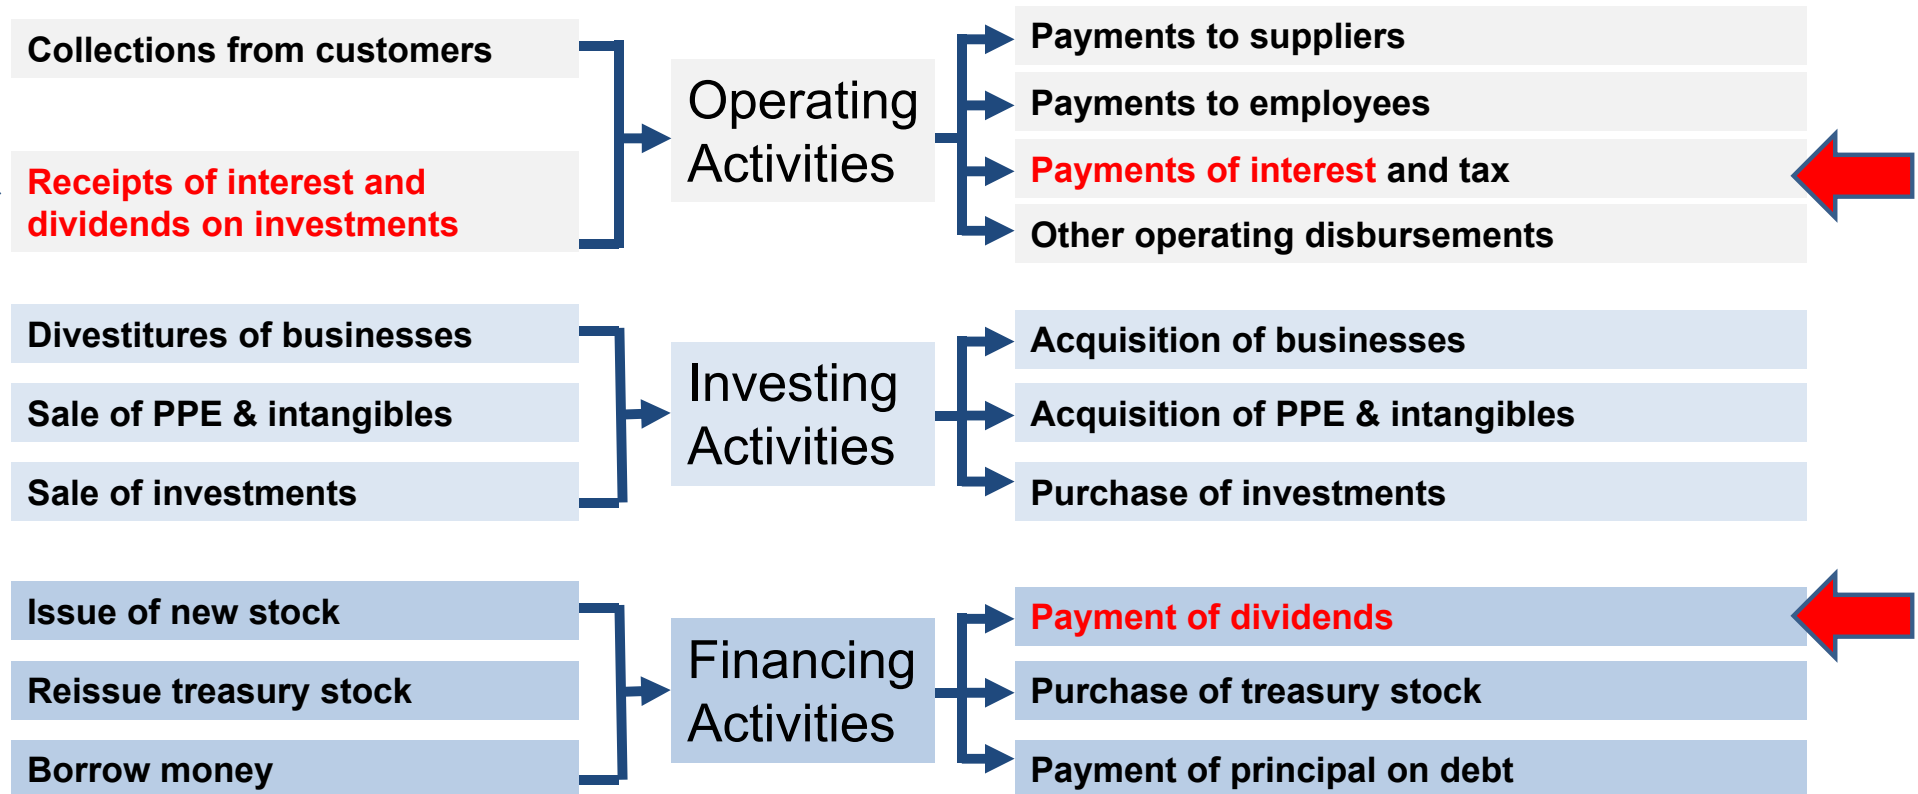 Collections from customers
Receipts of interest and
dividends on investments
Operating
Activities
Payments to suppliers
Payments to employees
Payments of interest and tax
Other operating disbursements
Divestitures of businesses
Sale of PPE & intangibles
Sale of investments
Investing
Activities
Acquisition of businesses
Acquisition of PPE & intangibles
Purchase of investments
Issue of new stock
Reissue treasury stock
Borrow money
Financing
Activities
Payment of dividends
Purchase of treasury stock
Payment of principal on debt